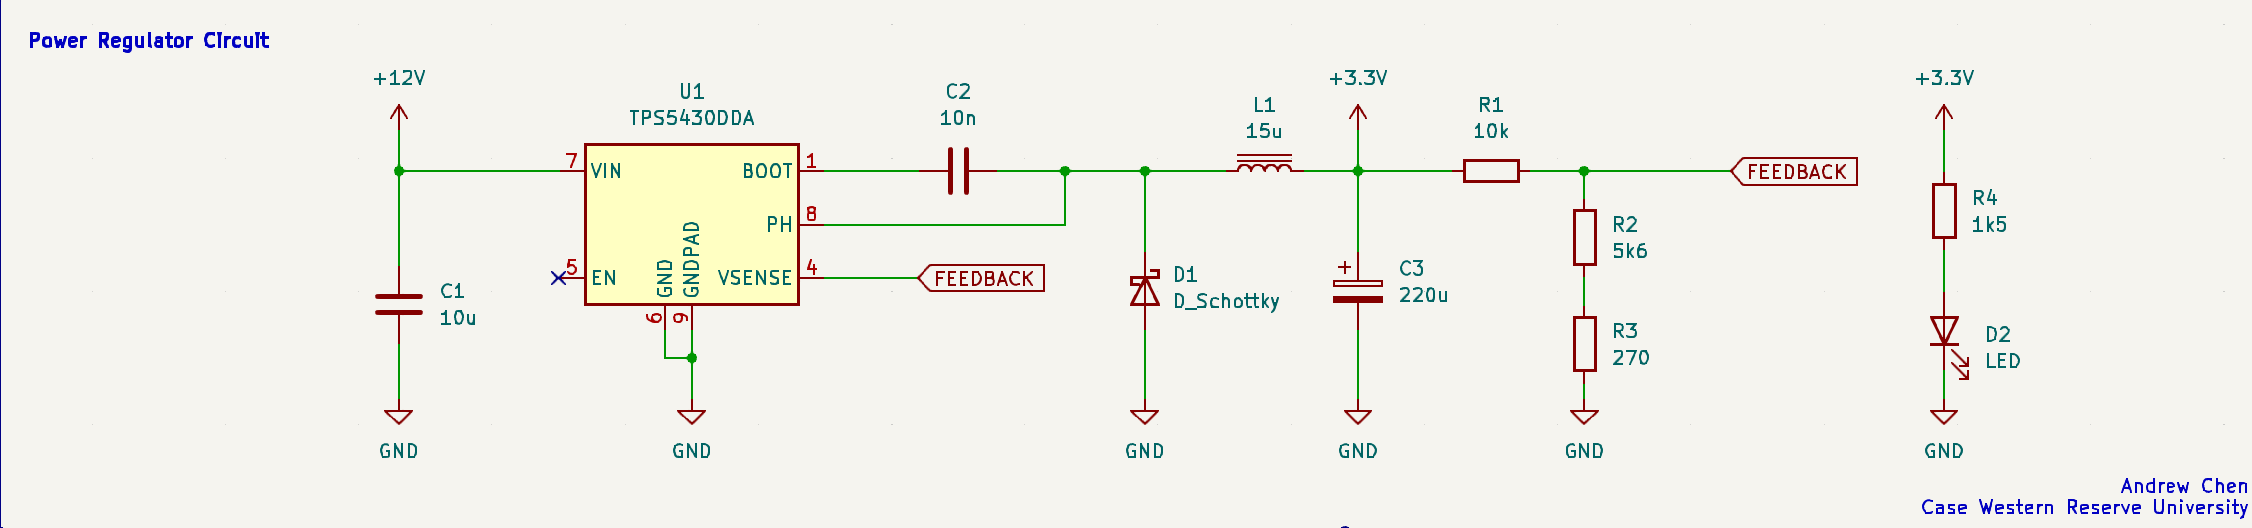 Power Regulator Circuit
+12V
U1
TPS5430DDA
C2
10n
+3.3V
L1
15u
R1
10k
+3.3V
7
VIN
BOOT
1
PH
8
5
EN
VSENSE
4
GND
GNDPAD
6
9
FEEDBACK
FEEDBACK
C1
10u
D1
D_Schottky
+
C3
220u
R2
5k6
R3
270
R4
1k5
D2
LED
GND
GND
GND
GND
GND
GND
Andrew Chen
Case Western Reserve University